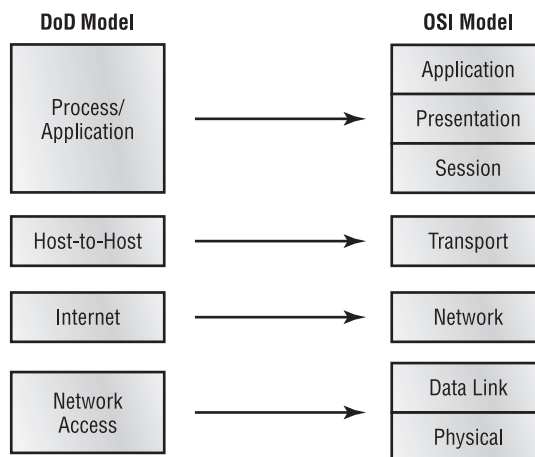 DoD Model
OSI Model
Process/
Application
Application
Presentation
Session
Host-to-Host
Transport
Internet
Network
Network
Access
Data Link
Physical